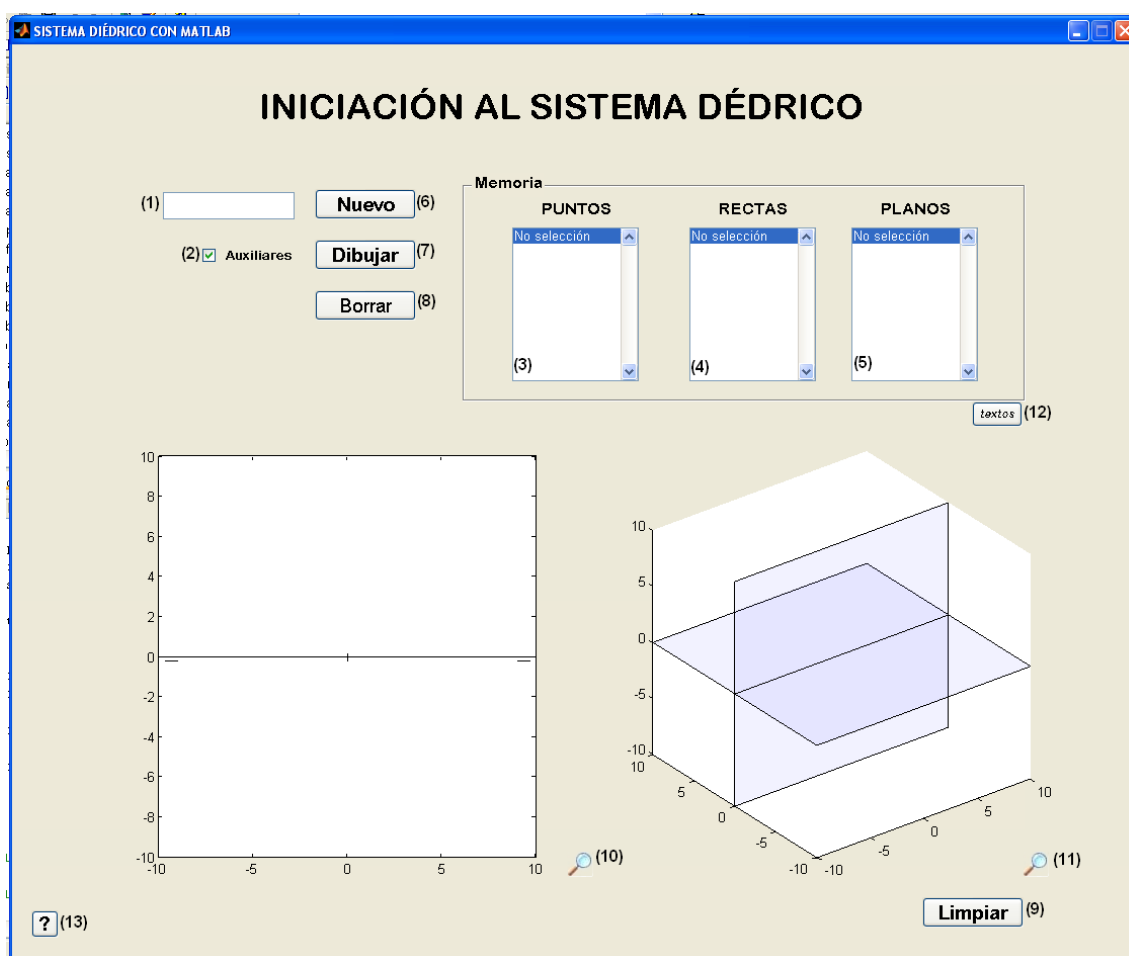 SISTEMA DIÉDRICO CON MATLAB
INICIACIÓN AL SISTEMA DÉDRICO
(1) Nuevo (6)
(2) Auxiliares Dibujar (7)
Borrar (8)
Memoria
PUNTOS RECTAS PLANOS
No selección No selección No selección
(3) (4) (5)
textos (12)
10
8
6
4
2
0
-2
-4
-6
-8
-10
-10 -5 0 5 10
(10)
10
5
0
-5
-10
10 5 0 -5 -10
-10 -5 0 5 10
(11)
Limpiar (9)
? (13)